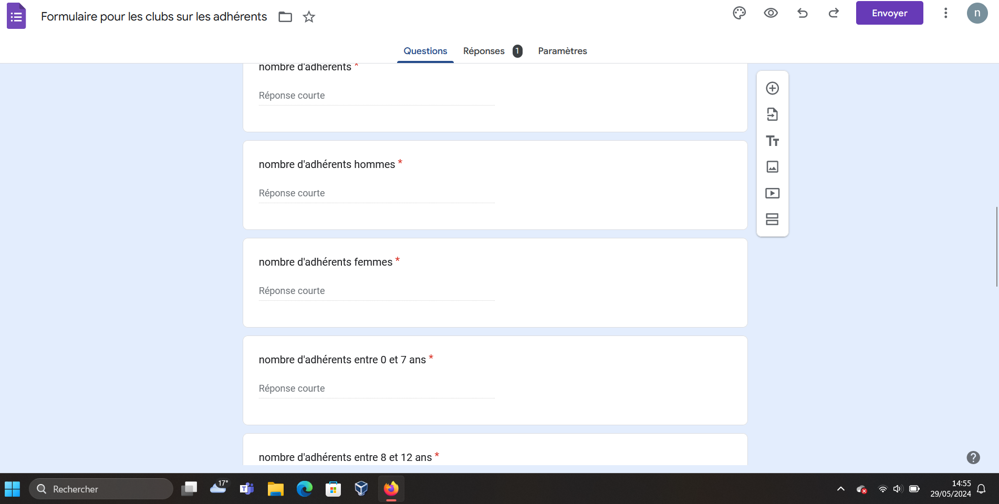 Formulaire pour les clubs sur les adhérents
Envoyer
n
Questions
Réponses 1
Paramètres
nombre d'adhérents *
Réponse courte
nombre d'adhérents hommes *
Réponse courte
nombre d'adhérents femmes *
Réponse courte
nombre d'adhérents entre 0 et 7 ans *
Réponse courte
nombre d'adhérents entre 8 et 12 ans *
Rechercher
17°
14:55
29/05/2024